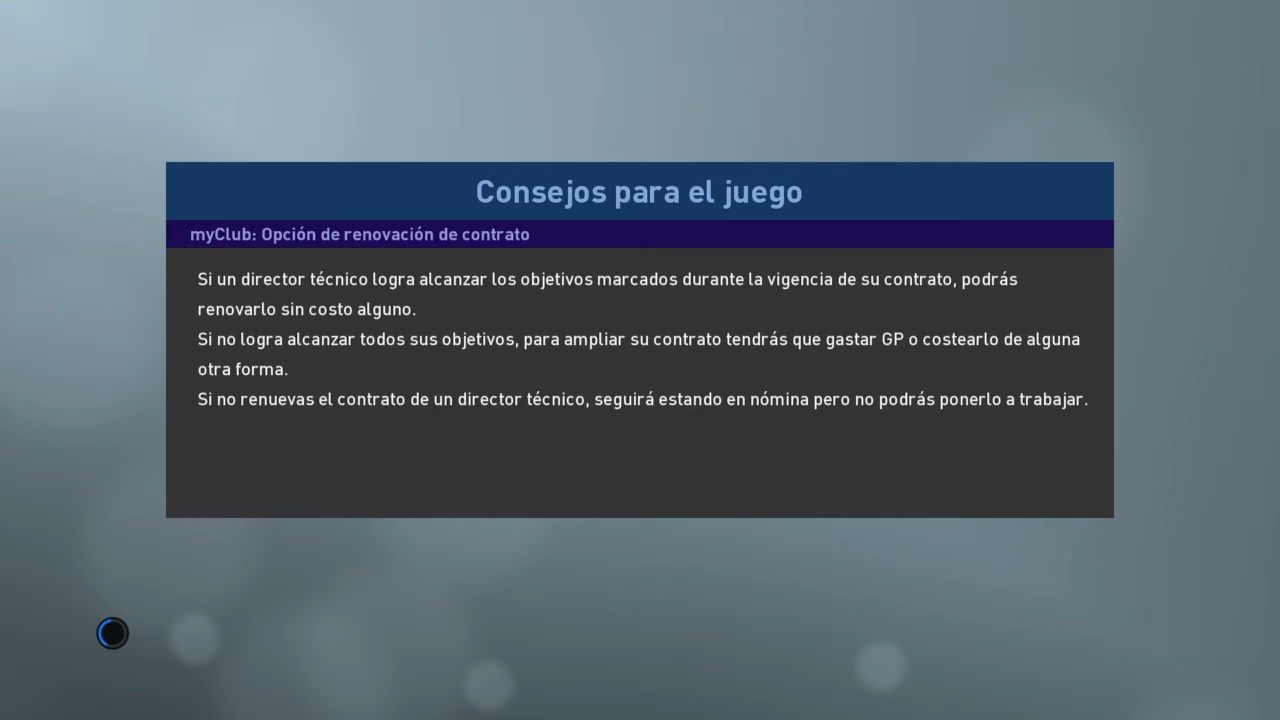 Consejos para el juego
myClub: Opción de renovación de contrato
Si un director técnico logra alcanzar los objetivos marcados durante la vigencia de su contrato, podrás
renovarlo sin costo alguno.
Si no logra alcanzar todos sus objetivos, para ampliar su contrato tendrás que gastar GP o costearlo de alguna
otra forma.
Si no renuevas el contrato de un director técnico, seguirá estando en nómina pero no podrás ponerlo a trabajar.